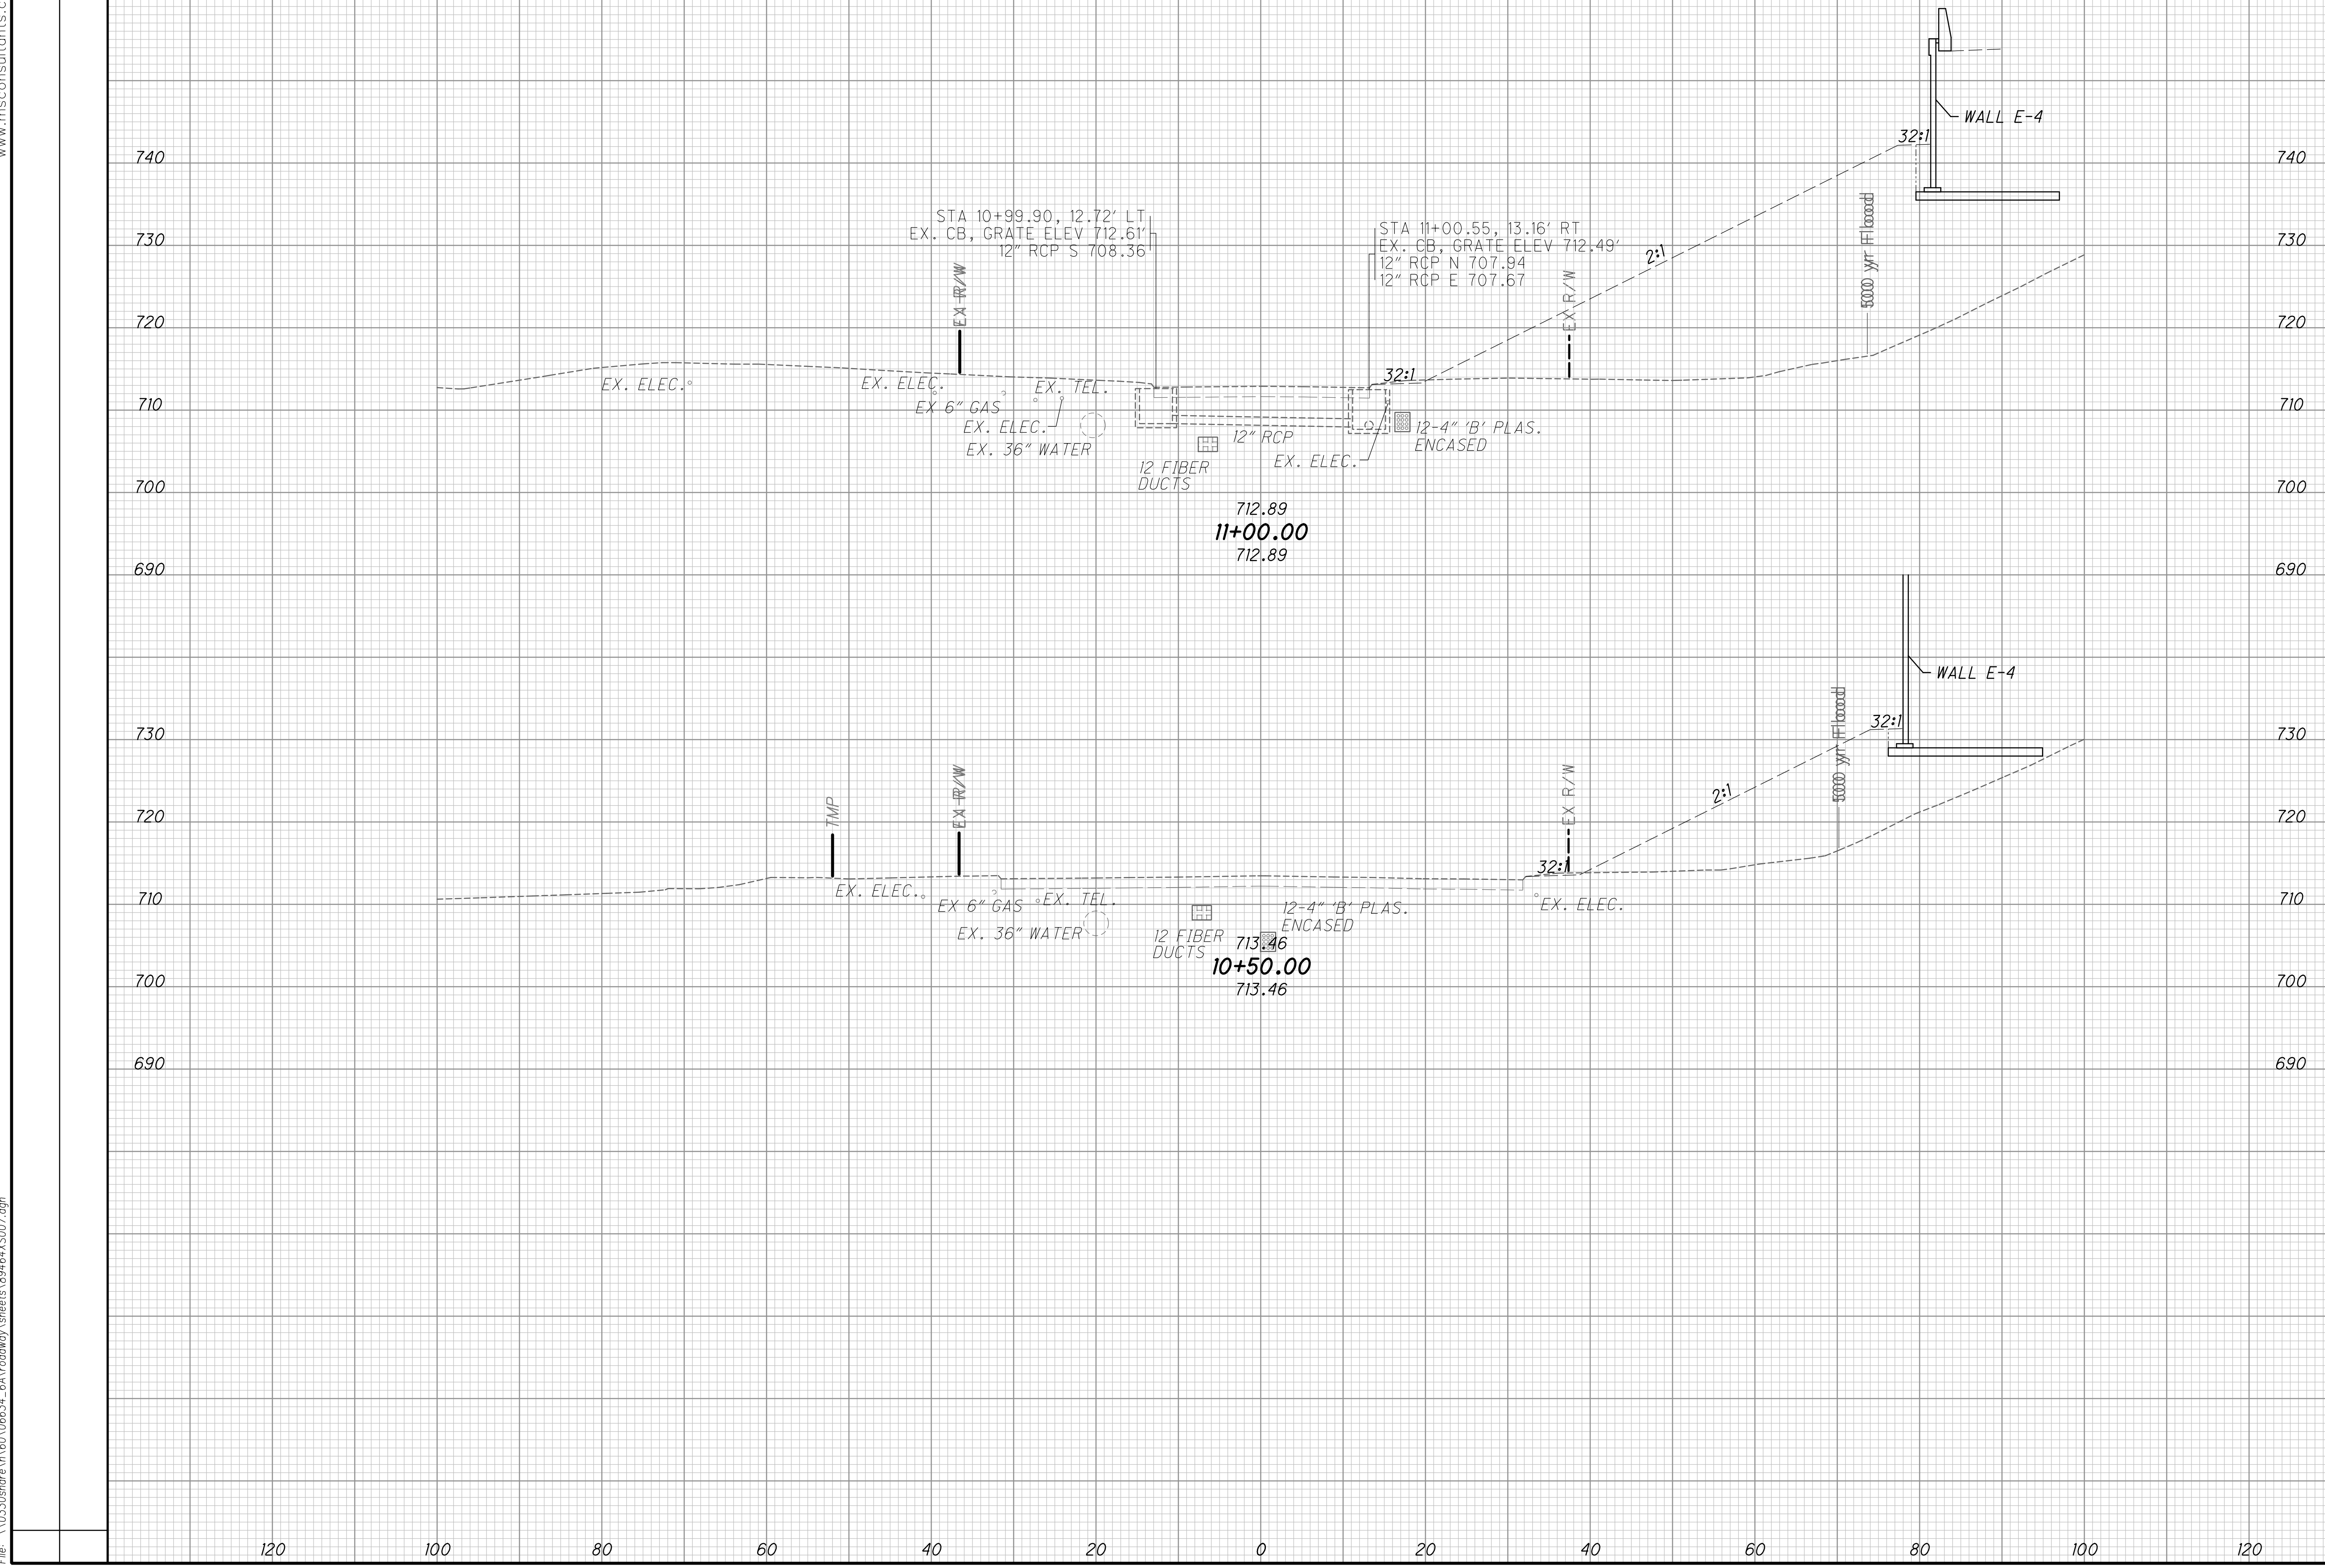 WALL E-4
32:1
740
740
2:1
500 yr Flood
STA 10+99.90, 12.72' LT
EX. CB, GRATE ELEV 712.61'
12" RCP S 708.36
STA 11+00.55, 13.16' RT
EX. CB, GRATE ELEV 712.49'
12" RCP N 707.94
12" RCP E 707.67
730
730
EX R/W
720
720
EX. ELEC.
EX. ELEC.
EX. TEL.
32:1
EX 6" GAS
710
710
EX. ELEC.
12-4" 'B' PLAS.
ENCASED
12" RCP
EX. 36" WATER
EX. ELEC.
12 FIBER
DUCTS
700
700
712.89
11+00.00
712.89
690
690
WALL E-4
500 yr Flood
32:1
730
730
2:1
TMP
EX R/W
720
720
32:1
EX. ELEC.
EX 6" GAS
EX. TEL.
EX. ELEC.
710
710
12-4" 'B' PLAS.
ENCASED
EX. 36" WATER
12 FIBER
DUCTS
713.46
10+50.00
713.46
700
700
690
690
120
100
80
60
40
20
0
20
40
60
80
100
120